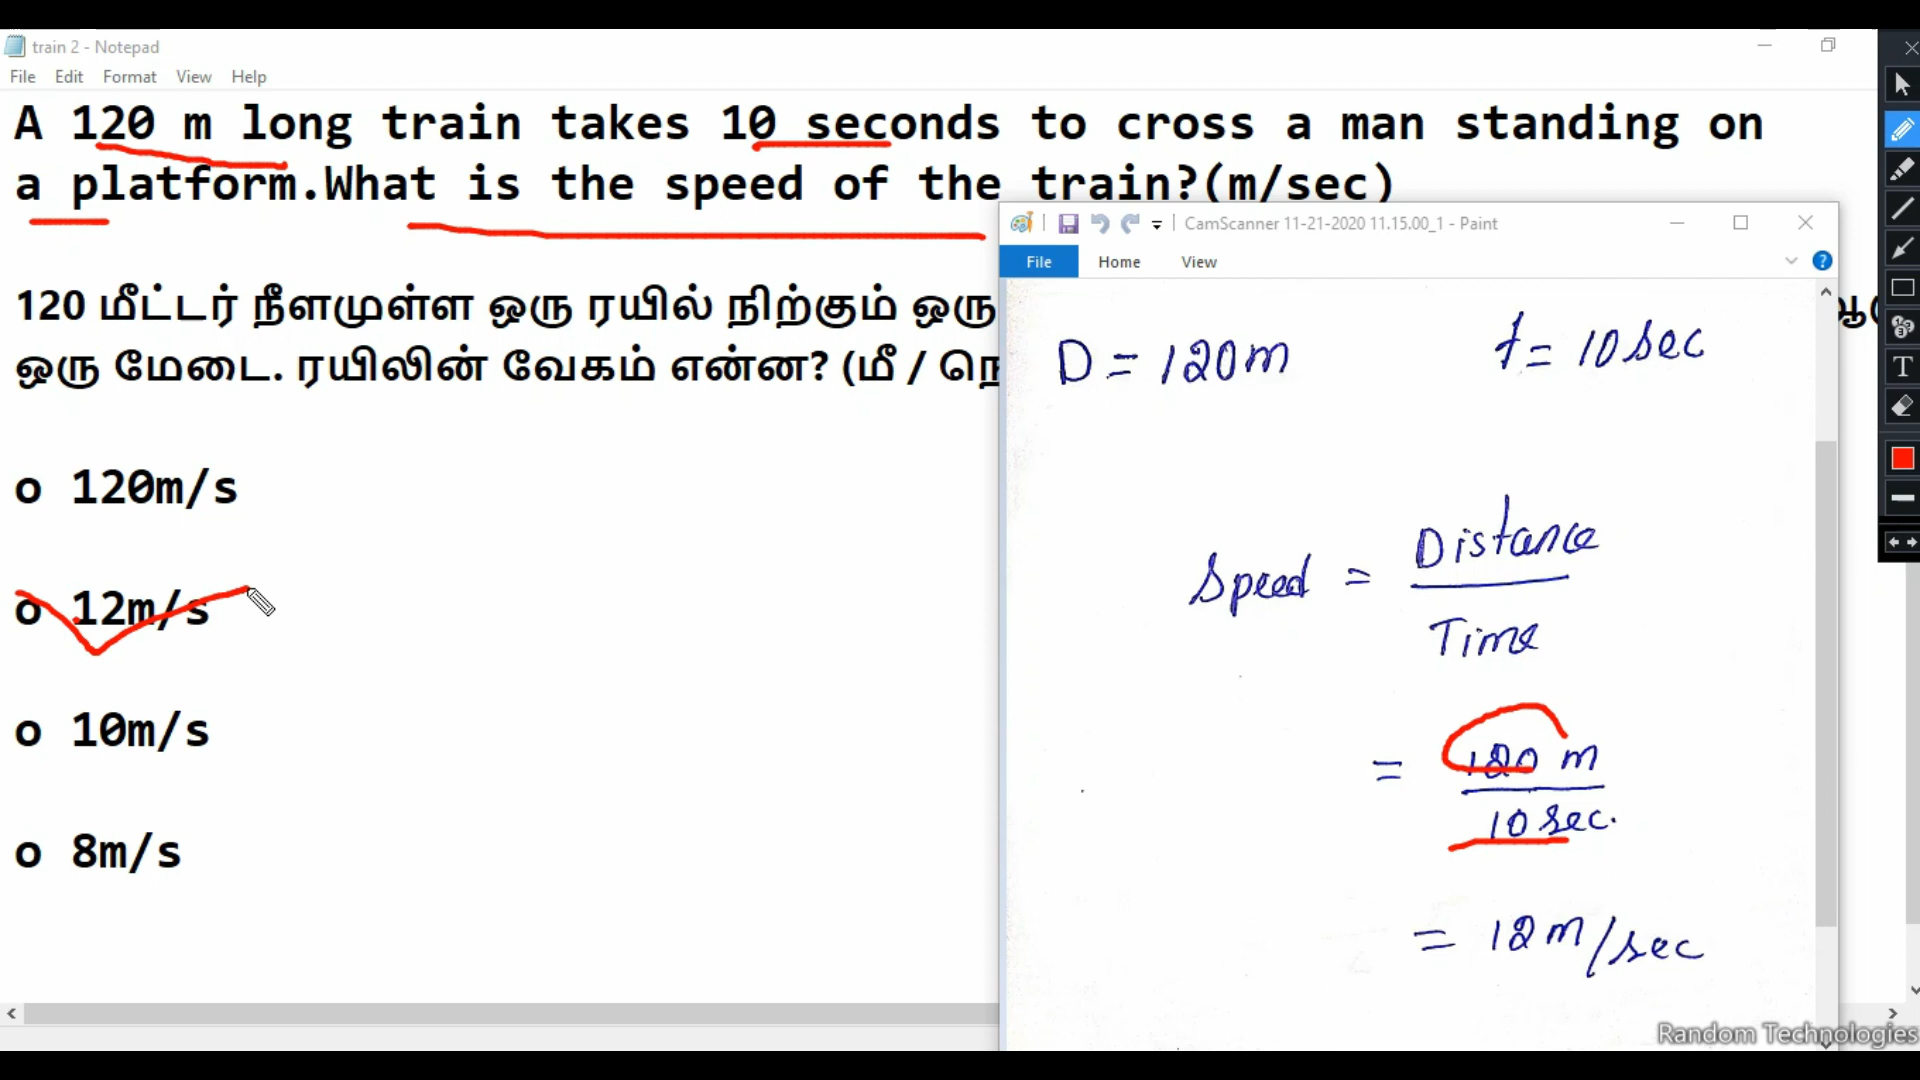 train 2 - Notepad
File Edit Format View Help
A 120 m long train takes 10 seconds to cross a man standing on
a platform.What is the speed of the train?(m/sec)
120 மீட்டர் நீளமுள்ள ஒரு ரயில் நிற்கும் ஒரு
ஒரு மேடை. ரயிலின் வேகம் என்ன? (மீ /
o 120m/s
o 12m/s
o 10m/s
o 8m/s
CamScanner 11-21-2020 11.15.00_1 - Paint
File Home View
D = 120m t = 10 sec
Speed = Distance
Time
= 120 m
10 sec.
= 12 m/sec
Random Technologies